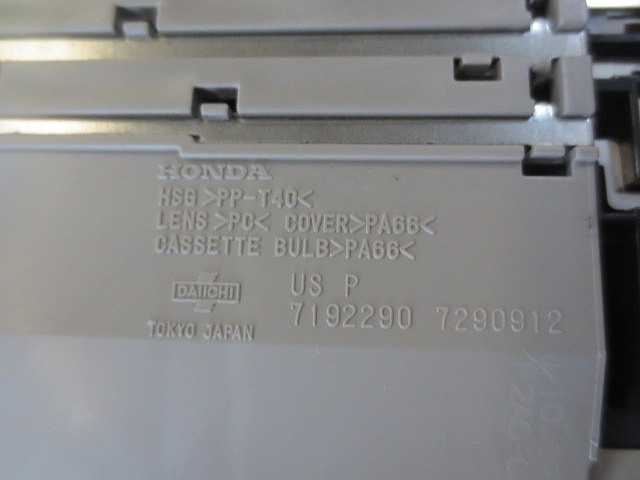 HONDA
HSG >PP-T40<
LENS>PC< COVER>PA66<
CASSETTE BULB>PA66<
DAIICHI
TOKYO JAPAN
US P
7192290 7290912